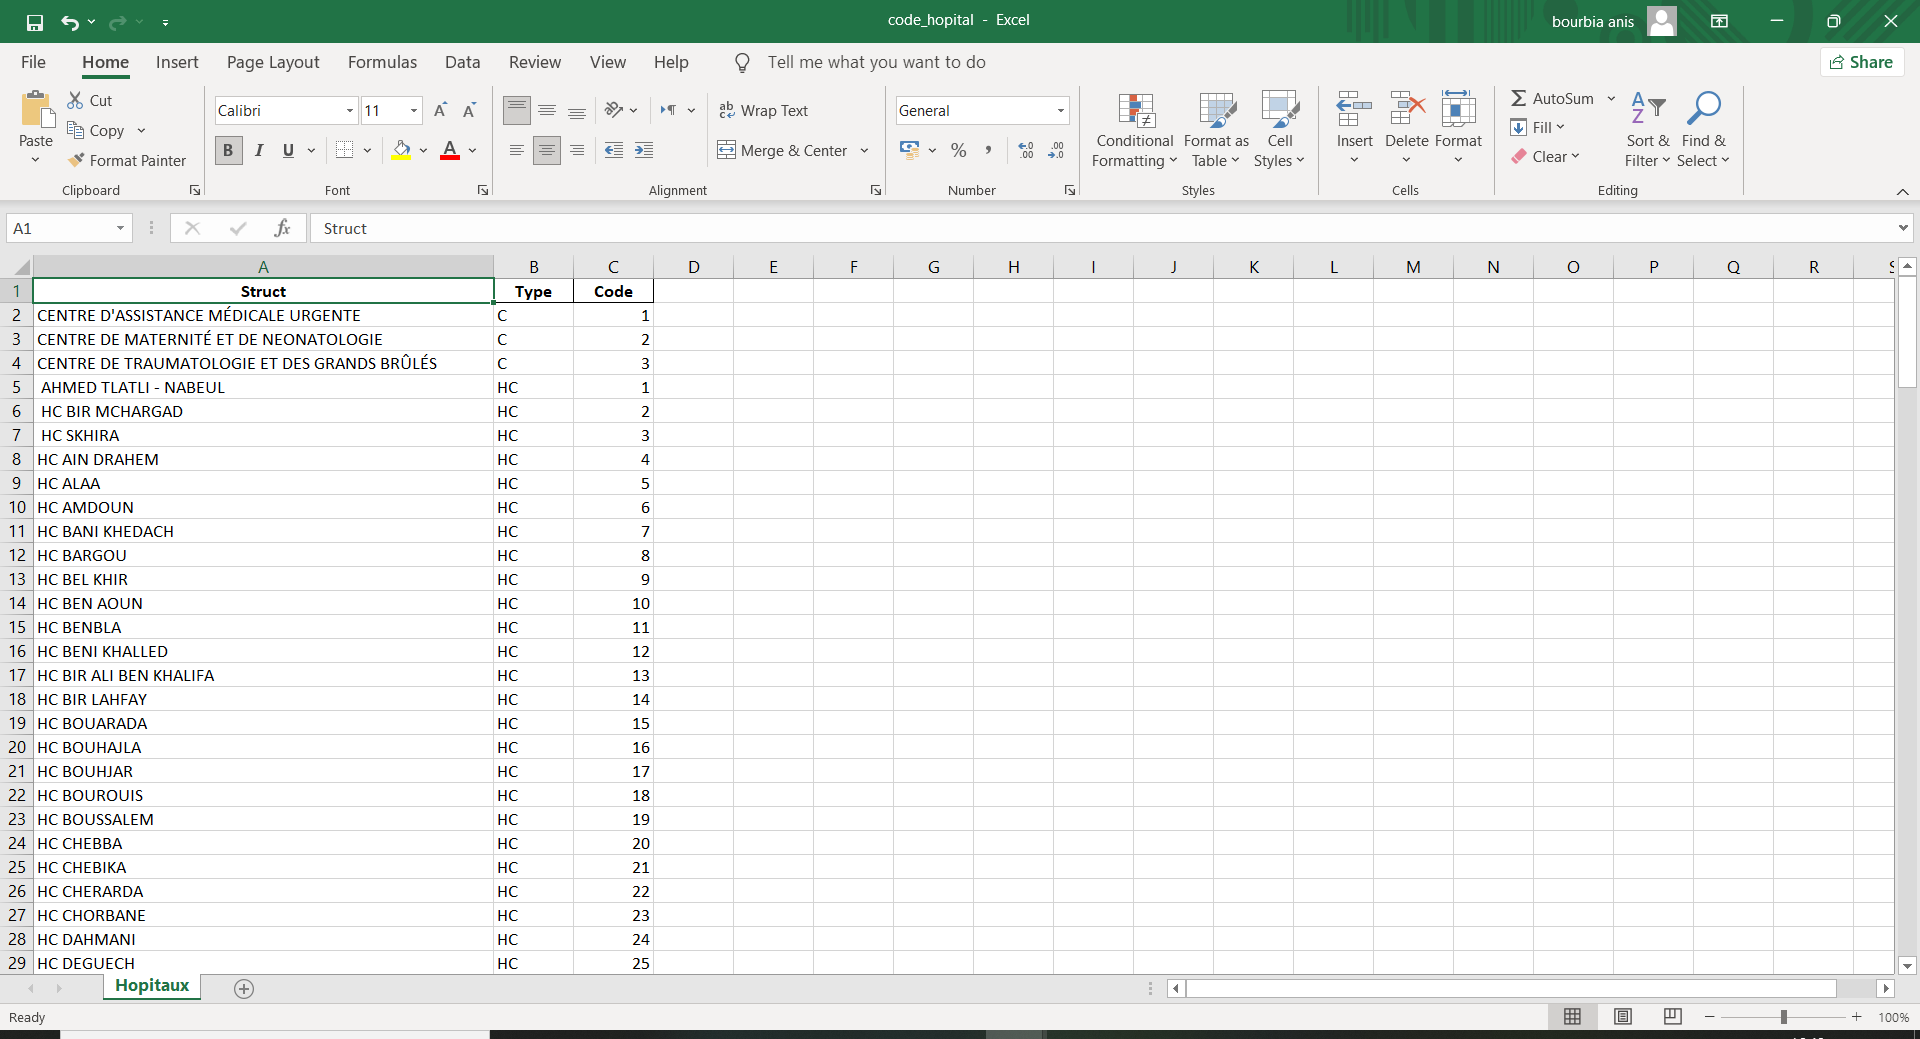 code_hopital - Excel
bourbia anis
File Home Insert Page Layout Formulas Data Review View Help Tell me what you want to do Share
Paste
Cut
Copy
Format Painter
Clipboard
Calibri 11
B I U A
Font
Wrap Text
Merge & Center
Alignment
General
% ,
Number
Conditional Formatting
Format as Table
Cell Styles
Styles
Insert Delete Format
Cells
AutoSum
Fill
Clear
Sort & Filter
Find & Select
Editing
A1 fx Struct
A B C D E F G H I J K L M N O P Q R S
1 Struct Type Code
2 CENTRE D'ASSISTANCE MÉDICALE URGENTE C 1
3 CENTRE DE MATERNITÉ ET DE NEONATOLOGIE C 2
4 CENTRE DE TRAUMATOLOGIE ET DES GRANDS BRÛLÉS C 3
5 AHMED TLATLI - NABEUL HC 1
6 HC BIR MCHARGAD HC 2
7 HC SKHIRA HC 3
8 HC AIN DRAHEM HC 4
9 HC ALAA HC 5
10 HC AMDOUN HC 6
11 HC BANI KHEDACH HC 7
12 HC BARGOU HC 8
13 HC BEL KHIR HC 9
14 HC BEN AOUN HC 10
15 HC BENBLA HC 11
16 HC BENI KHALLED HC 12
17 HC BIR ALI BEN KHALIFA HC 13
18 HC BIR LAHFAY HC 14
19 HC BOUARADA HC 15
20 HC BOUHAJLA HC 16
21 HC BOUHJAR HC 17
22 HC BOUROUIS HC 18
23 HC BOUSSALEM HC 19
24 HC CHEBBA HC 20
25 HC CHEBIKA HC 21
26 HC CHERARDA HC 22
27 HC CHORBANE HC 23
28 HC DAHMANI HC 24
29 HC DEGUECH HC 25
Hopitaux
Ready 100%